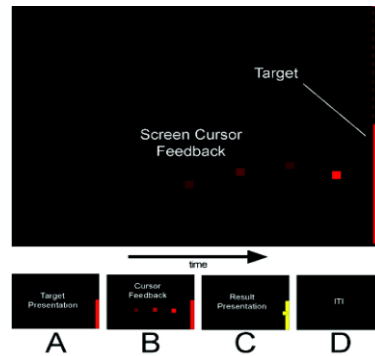 Target
Screen Cursor
Feedback
time
Target
Presentation
Cursor
Feedback
Result
Presentation
ITI
A
B
C
D